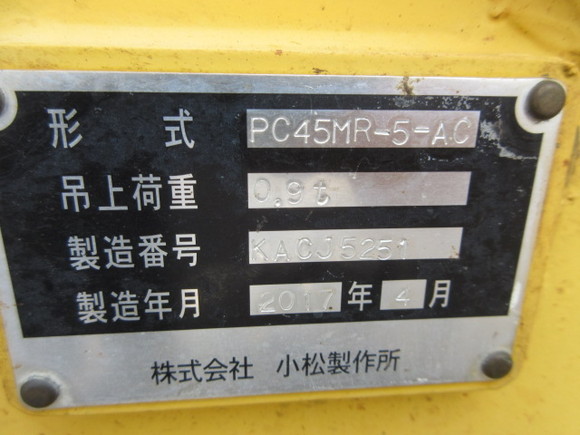 形 式 PC45MR-5-AC
吊上荷重 0.9t
製造番号 KACJ5251
製造年月 2017年4月
株式会社 小松製作所